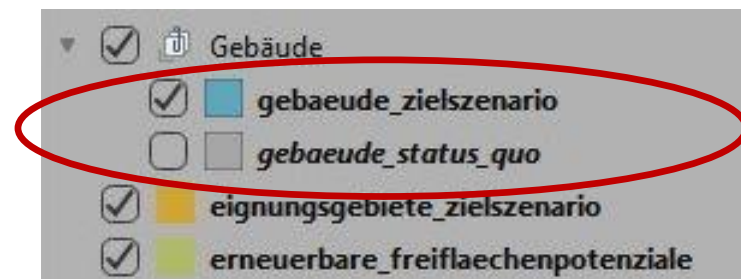 Gebäude
gebaeude_zielszenario
gebaeude_status_quo
eignungsgebiete_zielszenario
erneuerbare_freiflaechenpotenziale